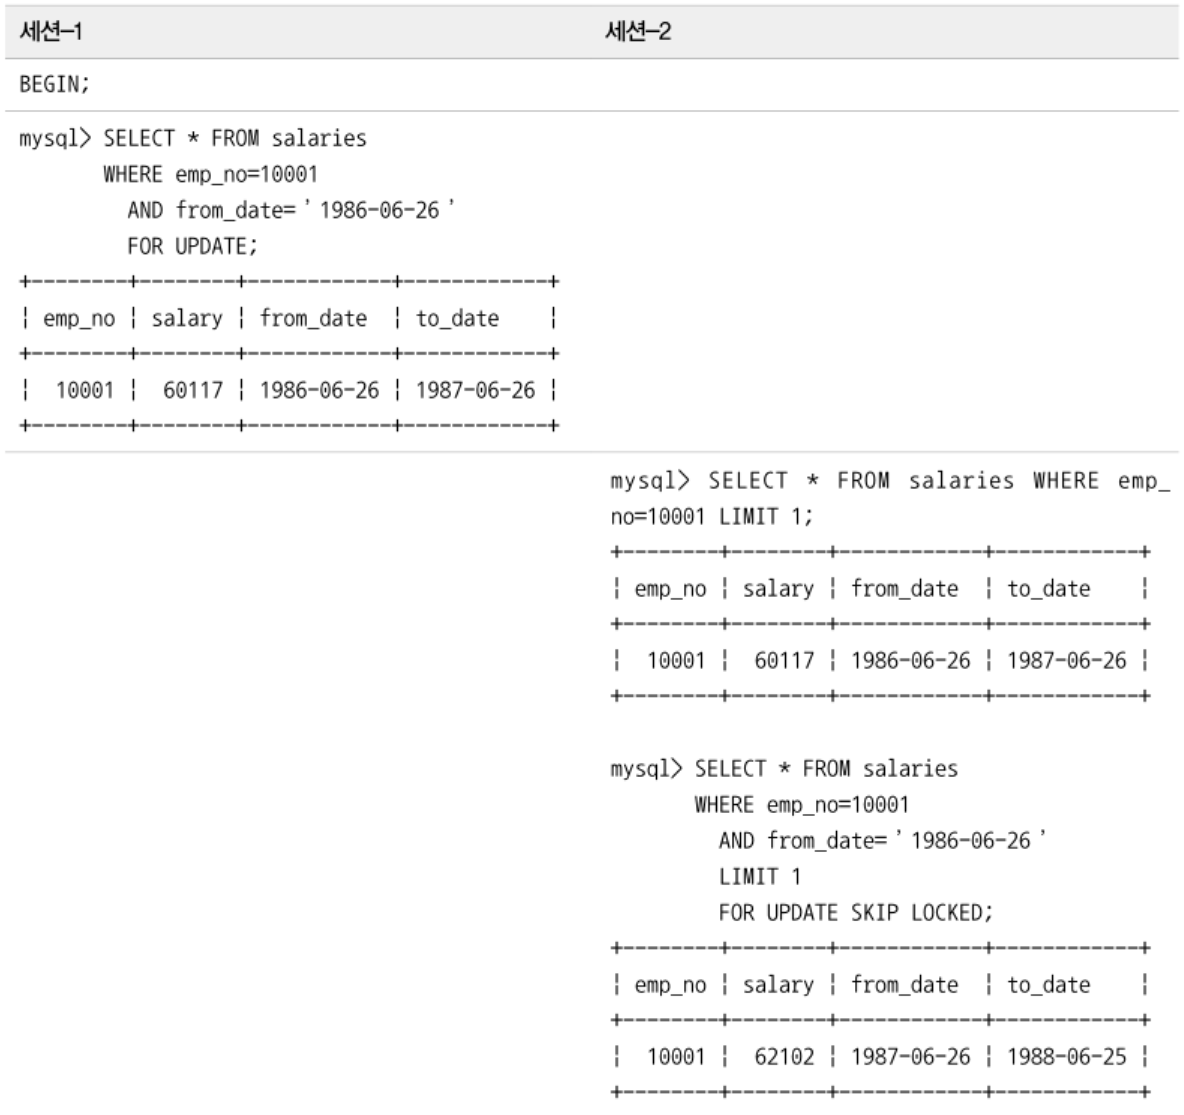 세션-1 세션-2
BEGIN;
mysql> SELECT * FROM salaries
WHERE emp_no=10001
AND from_date='1986-06-26'
FOR UPDATE;
+--------+--------+------------+------------+
| emp_no | salary | from_date  | to_date    |
+--------+--------+------------+------------+
|  10001 |  60117 | 1986-06-26 | 1987-06-26 |
+--------+--------+------------+------------+
mysql> SELECT * FROM salaries WHERE emp_
no=10001 LIMIT 1;
+--------+--------+------------+------------+
| emp_no | salary | from_date  | to_date    |
+--------+--------+------------+------------+
|  10001 |  60117 | 1986-06-26 | 1987-06-26 |
+--------+--------+------------+------------+
mysql> SELECT * FROM salaries
WHERE emp_no=10001
AND from_date='1986-06-26'
LIMIT 1
FOR UPDATE SKIP LOCKED;
+--------+--------+------------+------------+
| emp_no | salary | from_date  | to_date    |
+--------+--------+------------+------------+
|  10001 |  62102 | 1987-06-26 | 1988-06-25 |
+--------+--------+------------+------------+